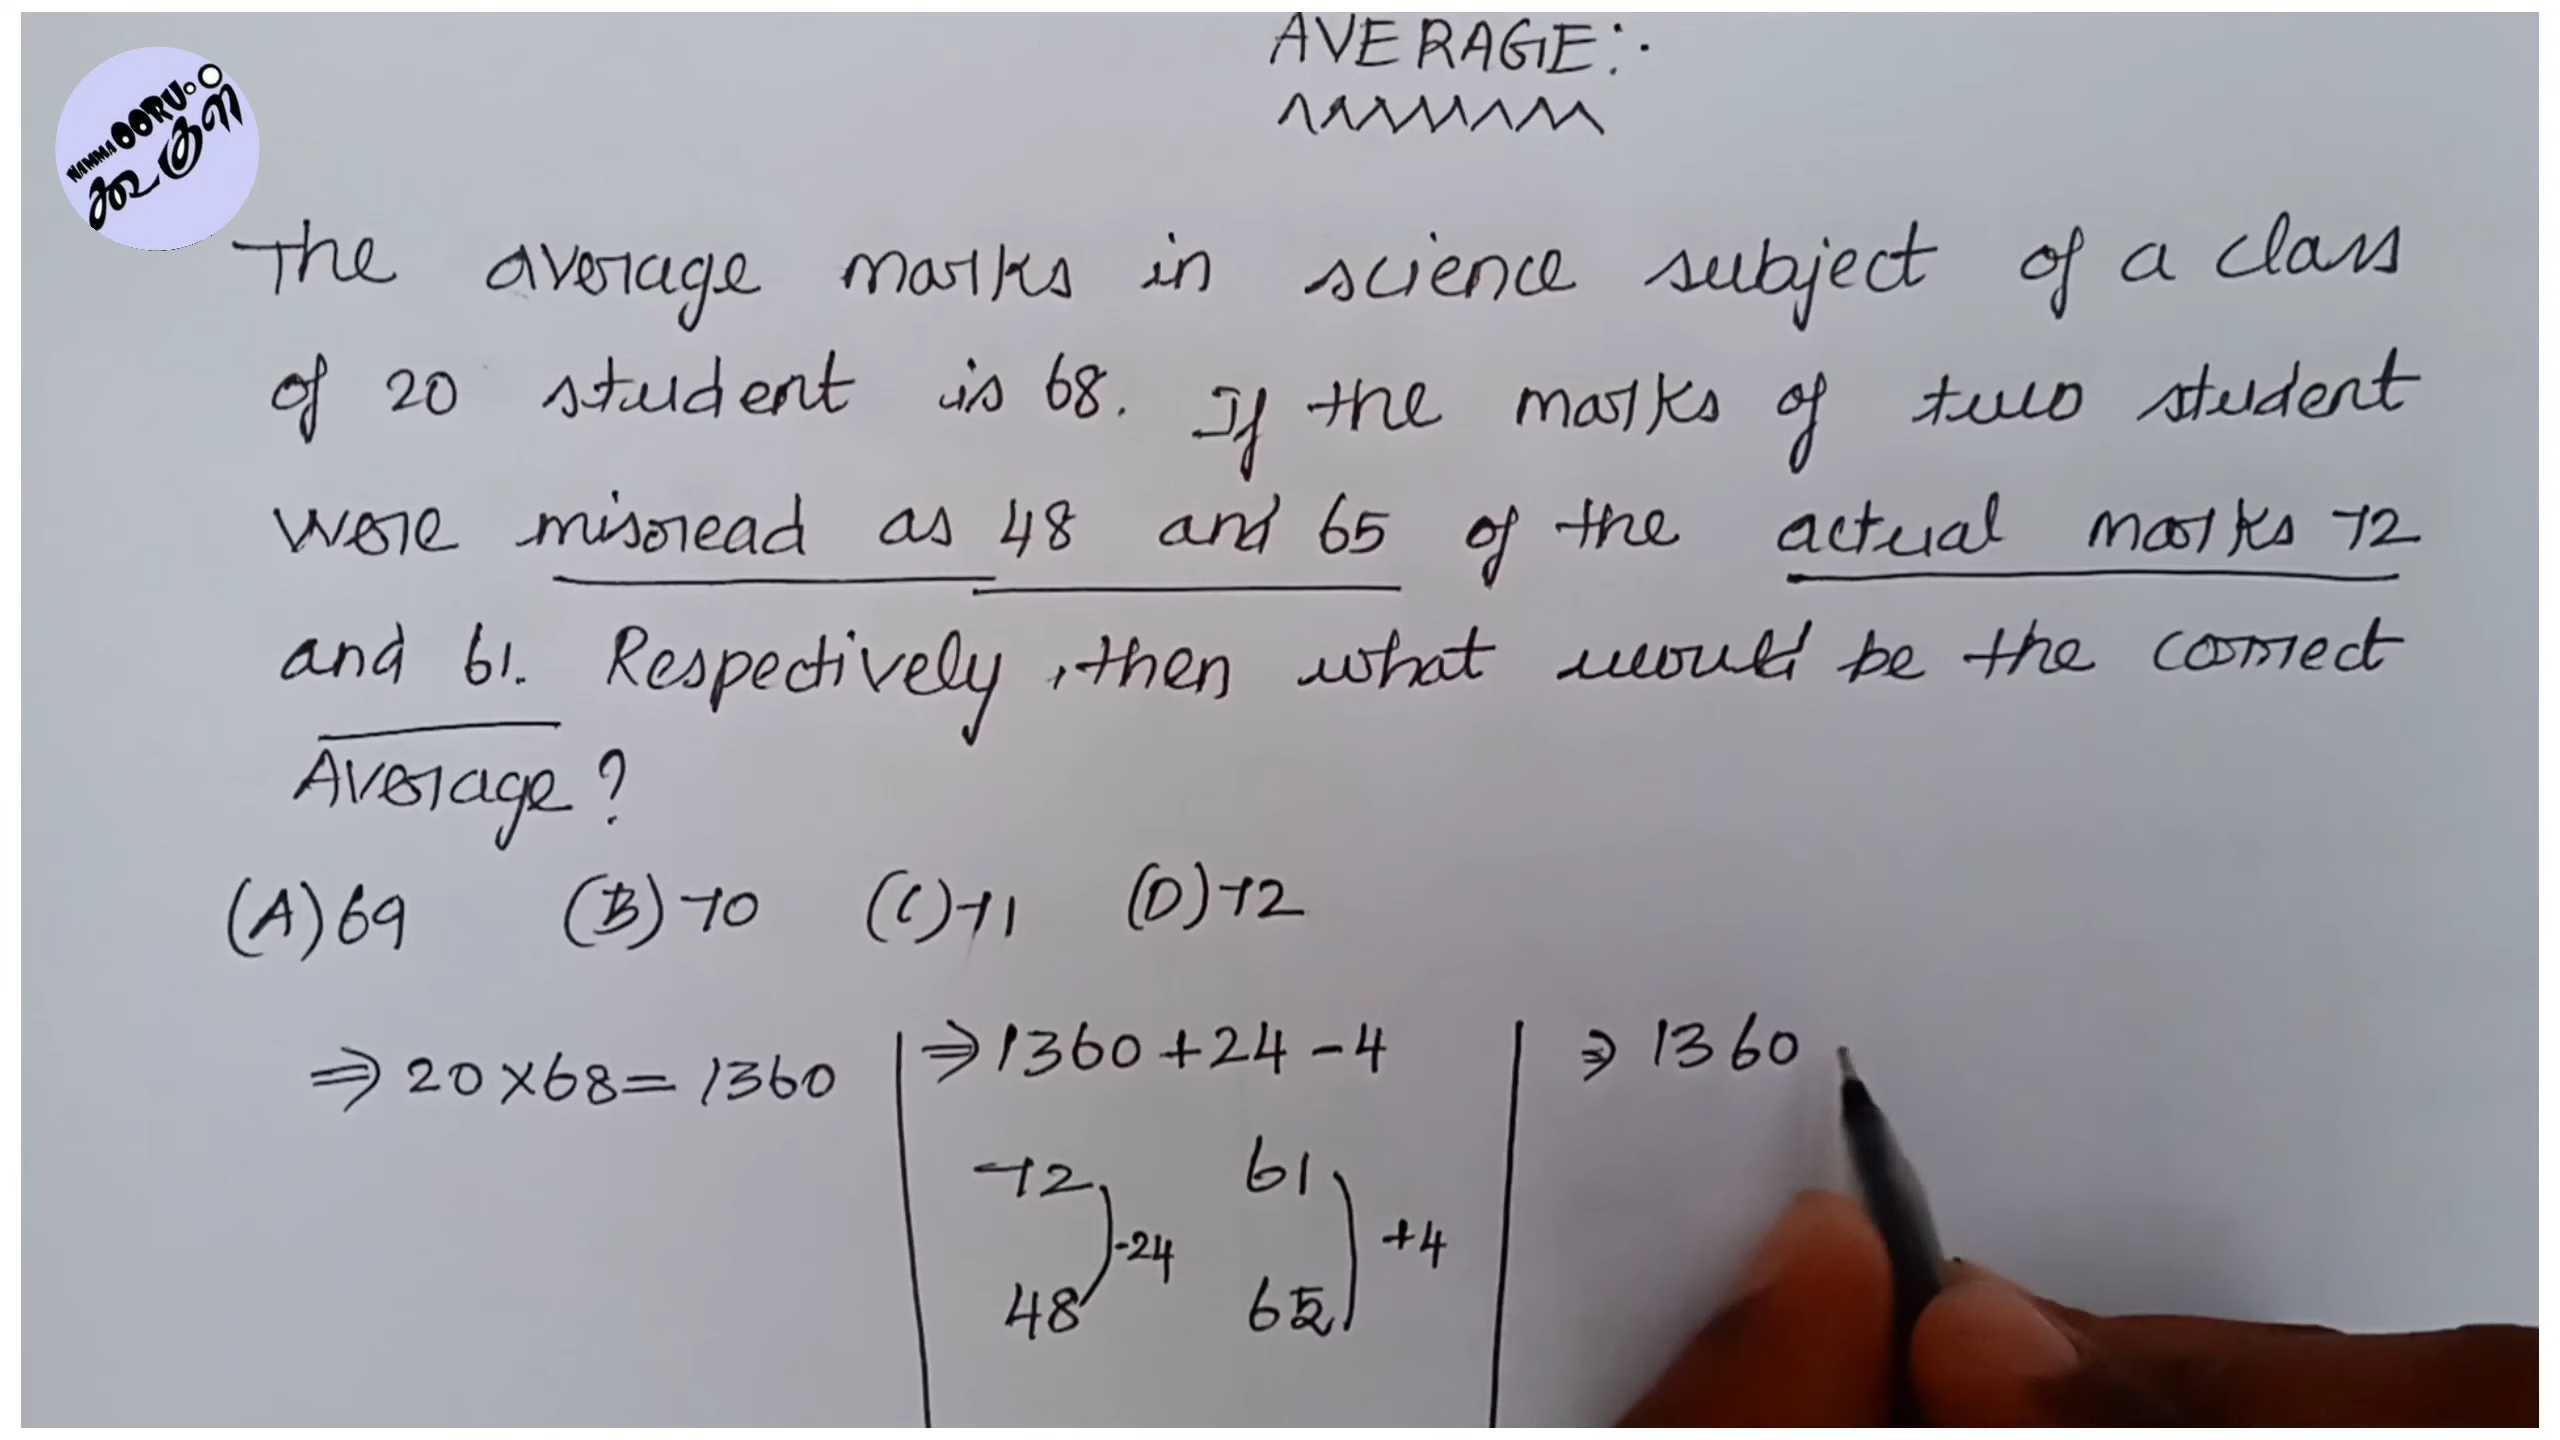 AVERAGE:-
NAMMA OORU
The average marks in science subject of a class
of 20 student is 68. If the marks of two student
were misread as 48 and 65 of the actual marks 72
and 61. Respectively, then what would be the correct
Average?
(A) 69 (B) 70 (C) 71 (D) 72
⇒ 20 × 68 = 1360
⇒ 1360 + 24 - 4
72 61
-24 +4
48 65
⇒ 1360